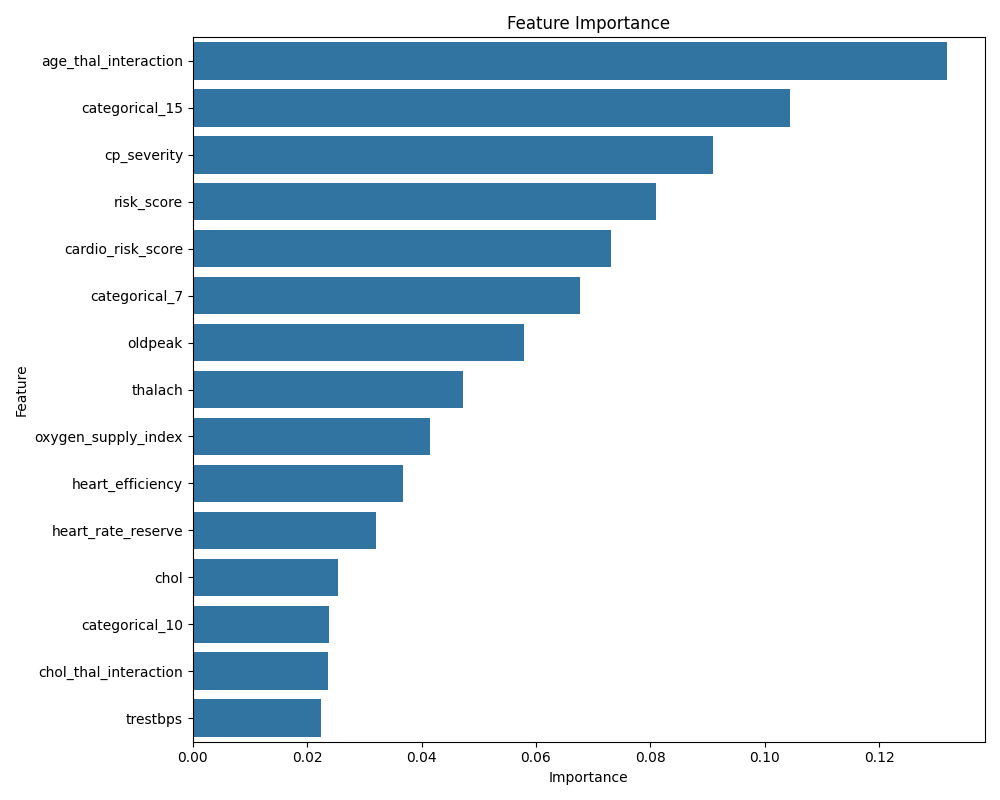 Feature Importance
age_thal_interaction
categorical_15
cp_severity
risk_score
cardio_risk_score
categorical_7
oldpeak
thalach
oxygen_supply_index
heart_efficiency
heart_rate_reserve
chol
categorical_10
chol_thal_interaction
trestbps
Feature
0.00 0.02 0.04 0.06 0.08 0.10 0.12
Importance